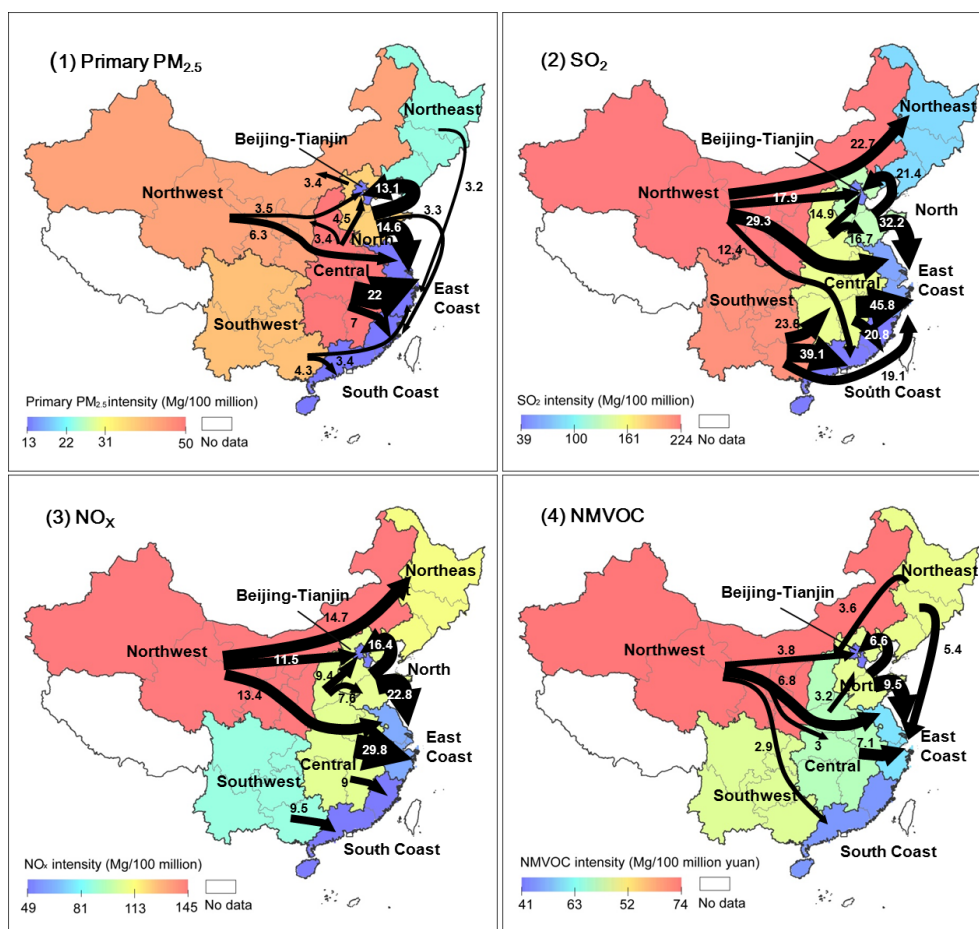 (1) Primary PM2.5
Northeast
Beijing-Tianjin
3.4
13.1
3.2
Northwest
3.5
4.5
3.3
6.3
3.4
14.6
North
Central
22
East
Coast
Southwest
7
3.4
4.3
South Coast
Primary PM2.5 intensity (Mg/100 million)
13 22 31 50 No data
(2) SO2
Northeast
Beijing-Tianjin
22.7
21.4
Northwest
17.9
14.9
North
29.3
32.2
16.7
12.4
Central
East
Coast
45.8
Southwest
23.8
20.8
39.1
19.1
South Coast
SO2 intensity (Mg/100 million)
39 100 161 224 No data
(3) NOX
Northeas
Beijing-Tianjin
14.7
16.4
Northwest
11.5
9.4
North
13.4
7.8
22.8
East
Coast
29.8
Central
Southwest
9
9.5
South Coast
NOx intensity (Mg/100 million)
49 81 113 145 No data
(4) NMVOC
Northeast
Beijing-Tianjin
3.6
6.6
5.4
Northwest
3.8
6.8
North
9.5
3.2
2.9
3
7.1
East
Coast
Central
Southwest
South Coast
NMVOC intensity (Mg/100 million yuan)
41 63 52 74 No data